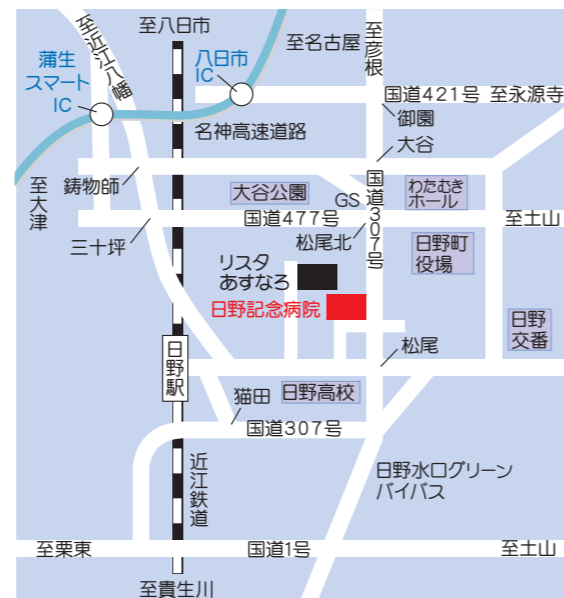 至八日市
至近江八幡
至名古屋
至彦根
蒲生
スマート
IC
八日市
IC
国道421号 至永源寺
御園
名神高速道路
大谷
至大津
鋳物師
大谷公園
GS
国道307号
わたむき
ホール
三十坪
国道477号
至土山
松尾北
日野町
役場
リスタ
あすなろ
日野記念病院
日野
交番
松尾
日野駅
猫田
日野高校
国道307号
近江鉄道
日野水口グリーン
バイパス
至栗東
国道1号
至土山
至貴生川